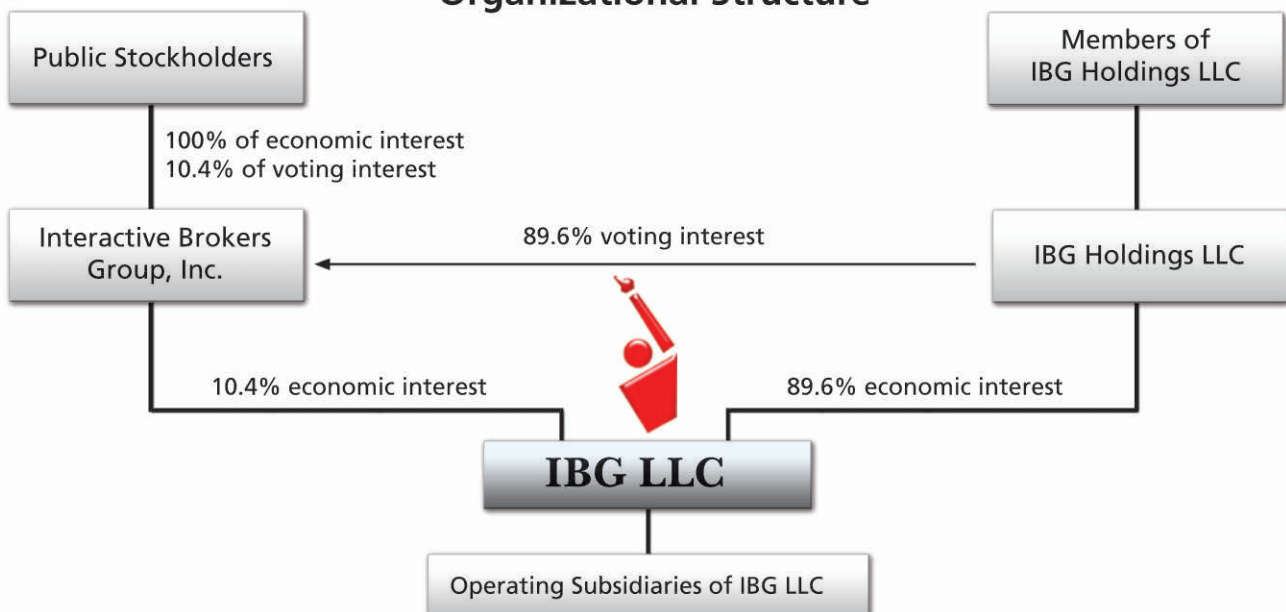 Organizational Structure
Public Stockholders
Members of
IBG Holdings LLC
100% of economic interest
10.4% of voting interest
Interactive Brokers
Group, Inc.
89.6% voting interest
IBG Holdings LLC
10.4% economic interest
89.6% economic interest
IBG LLC
Operating Subsidiaries of IBG LLC